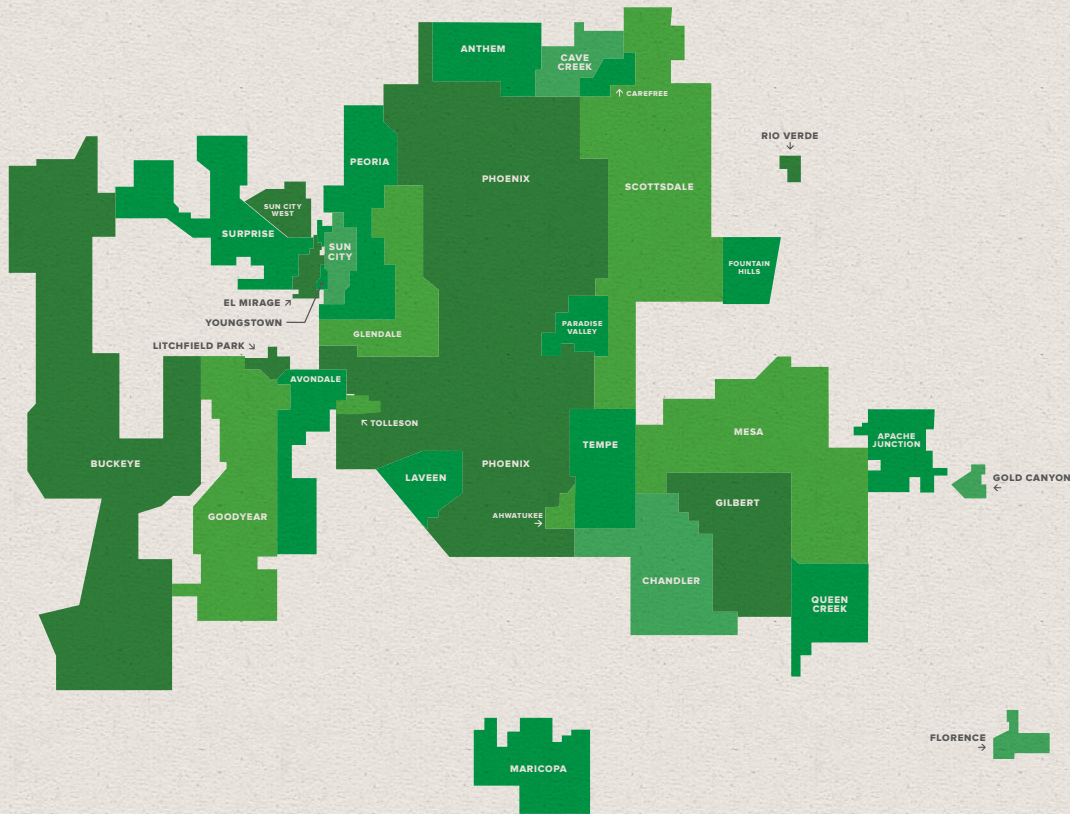 ANTHEM
CAVE
CREEK
↑ CAREFREE
RIO VERDE
↓
PEORIA
PHOENIX
SCOTTSDALE
SUN CITY
WEST
SURPRISE
SUN
CITY
FOUNTAIN
HILLS
EL MIRAGE ↗
YOUNGSTOWN
PARADISE
VALLEY
GLENDALE
LITCHFIELD PARK ↘
AVONDALE
↖ TOLLESON
MESA
APACHE
JUNCTION
TEMPE
BUCKEYE
PHOENIX
LAVEEN
GOLD CANYON
←
GILBERT
GOODYEAR
AHWATUKEE
→
CHANDLER
QUEEN
CREEK
FLORENCE
→
MARICOPA